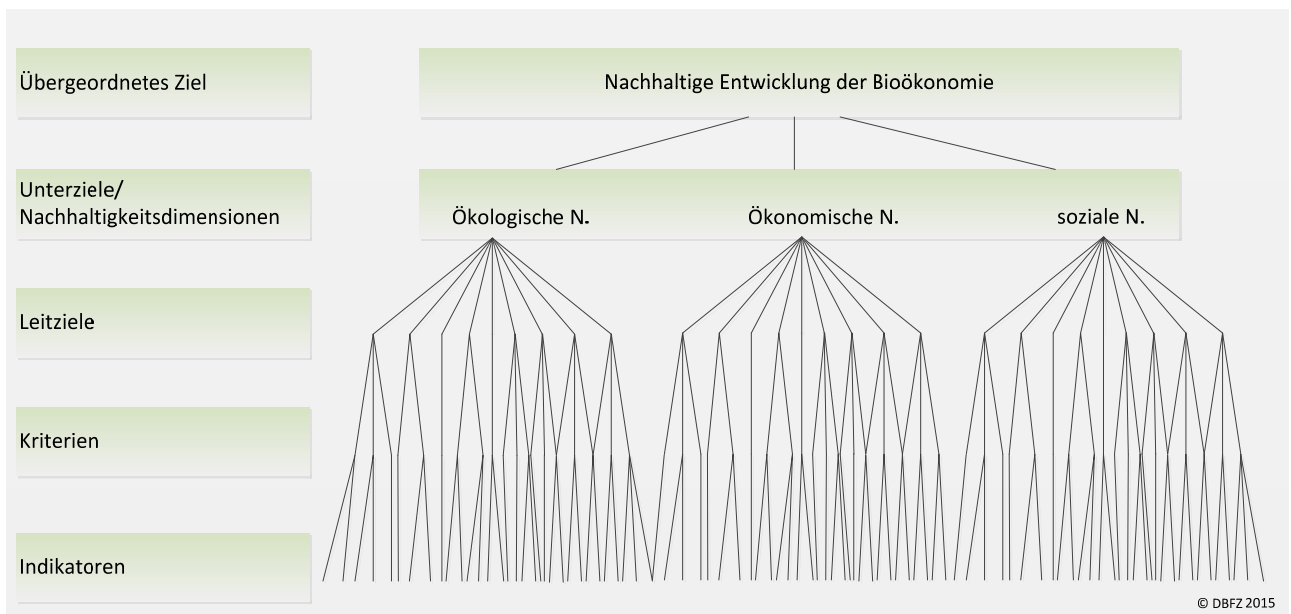 Übergeordnetes Ziel
Nachhaltige Entwicklung der Bioökonomie
Unterziele/
Nachhaltigkeitsdimensionen
Ökologische N.
Ökonomische N.
soziale N.
Leitziele
Kriterien
Indikatoren
© DBFZ 2015